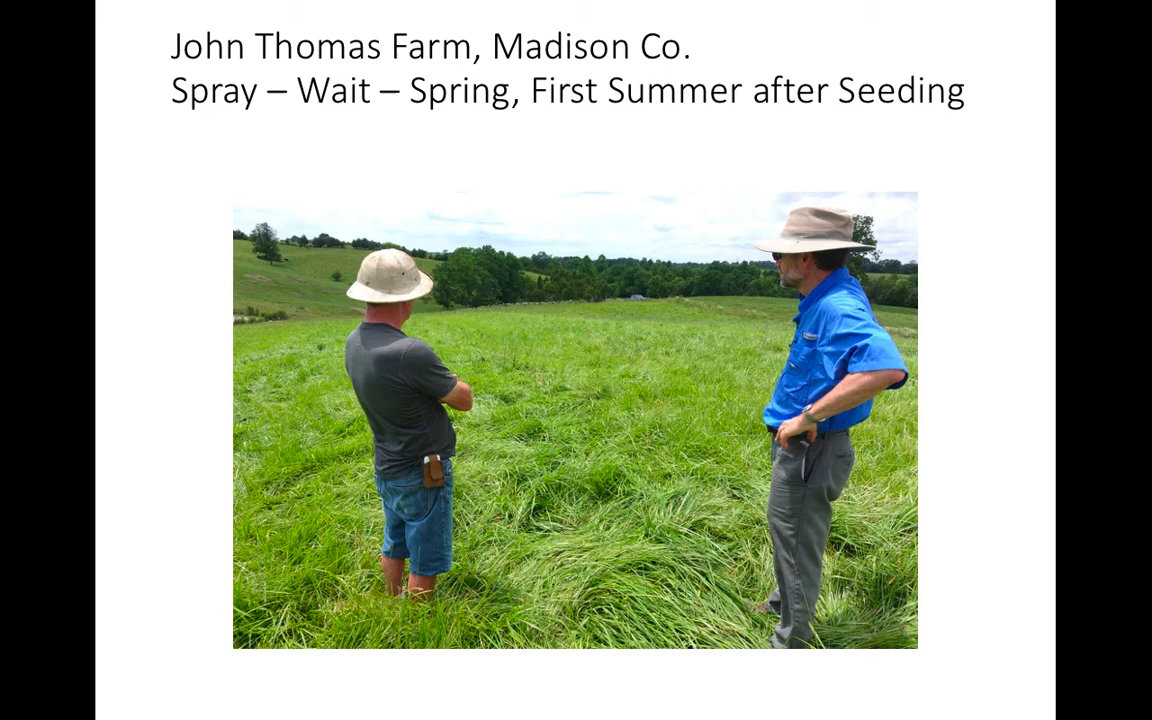 John Thomas Farm, Madison Co.
Spray – Wait – Spring, First Summer after Seeding